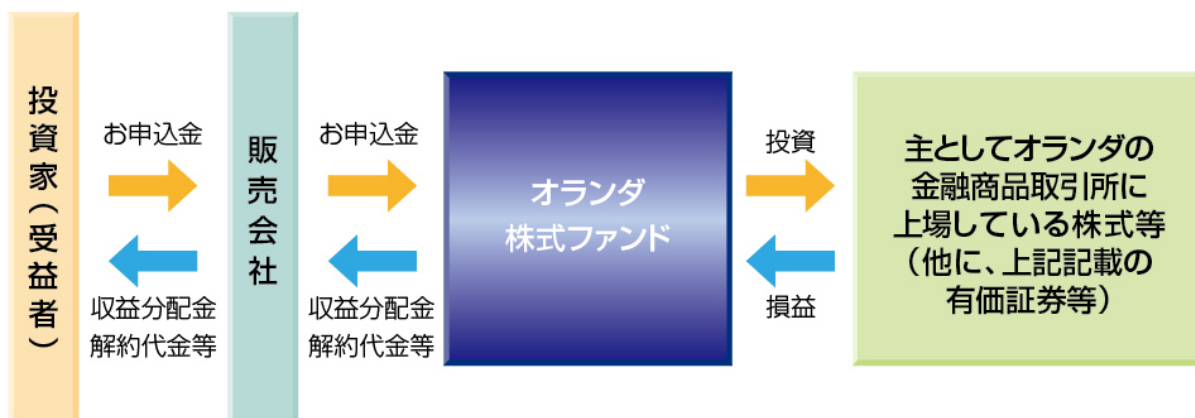 投資家（受益者）
お申込金
収益分配金
解約代金等
販売会社
お申込金
収益分配金
解約代金等
オランダ
株式ファンド
投資
損益
主としてオランダの
金融商品取引所に
上場している株式等
（他に、上記記載の
有価証券等）